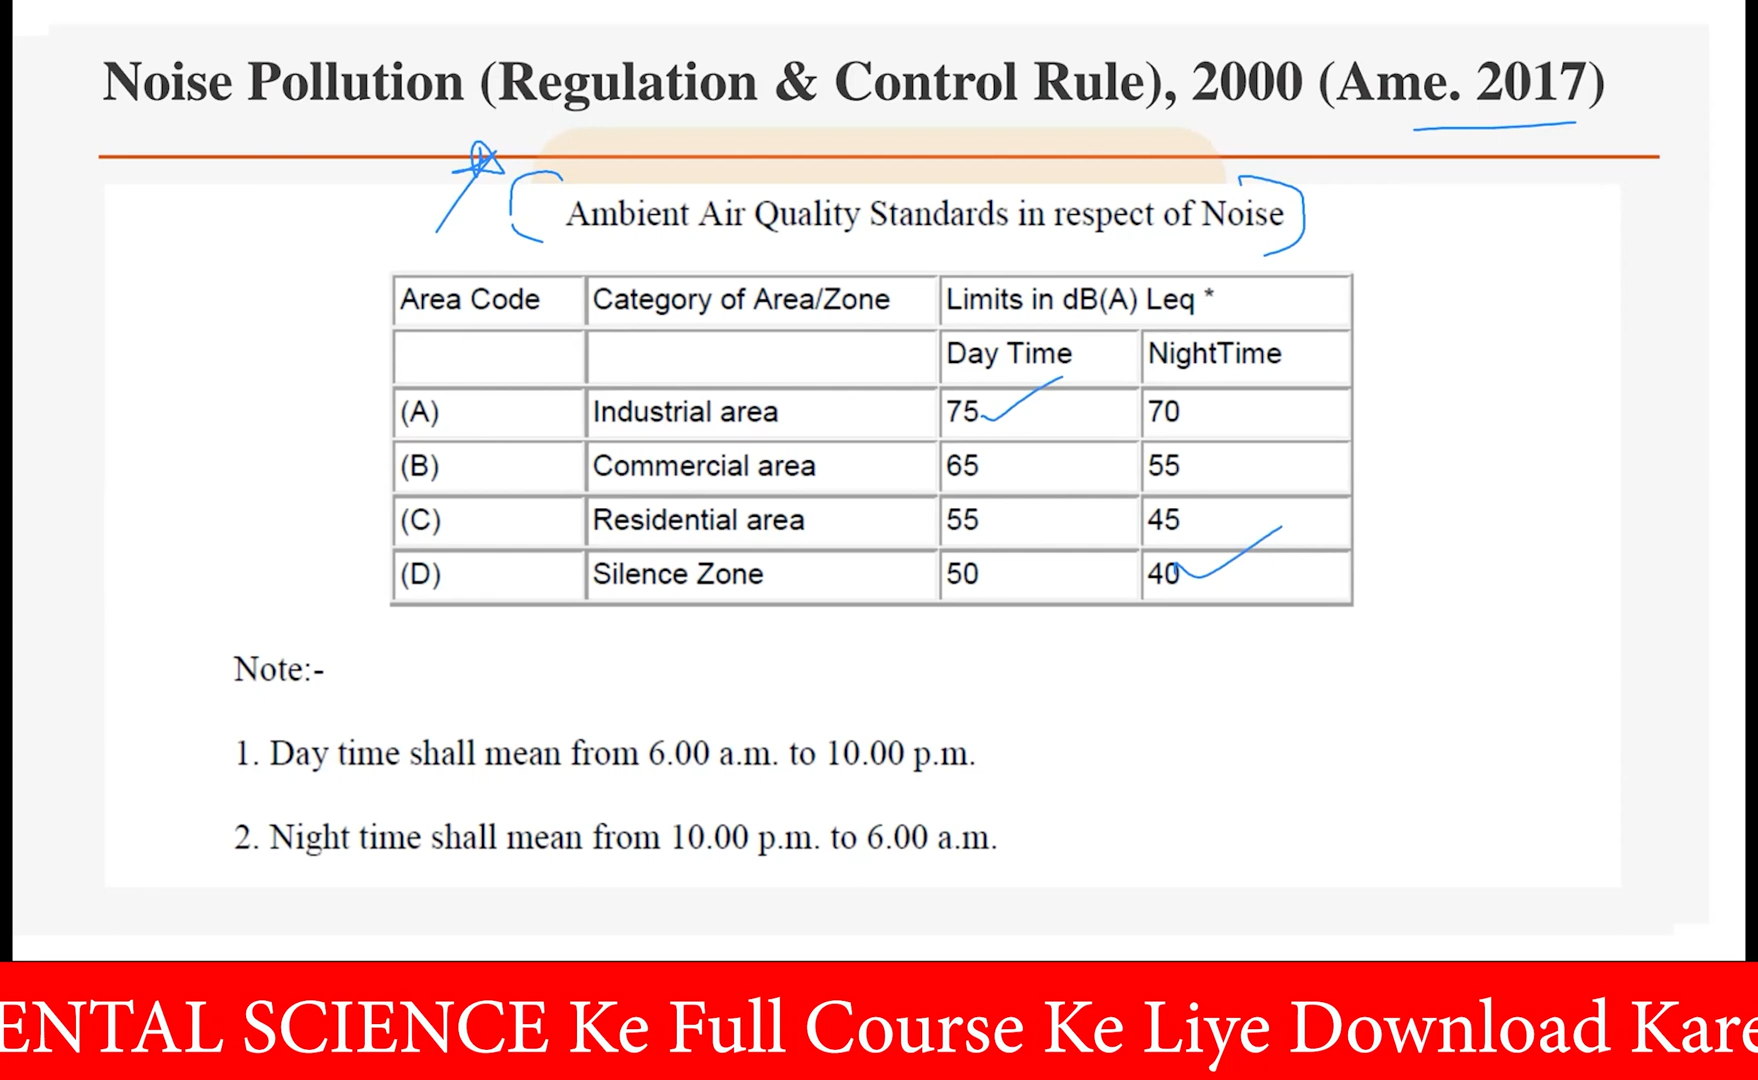 Noise Pollution (Regulation & Control Rule), 2000 (Ame. 2017)
Ambient Air Quality Standards in respect of Noise
Area Code Category of Area/Zone Limits in dB(A) Leq *
Day Time NightTime
(A) Industrial area 75 70
(B) Commercial area 65 55
(C) Residential area 55 45
(D) Silence Zone 50 40
Note:-
1. Day time shall mean from 6.00 a.m. to 10.00 p.m.
2. Night time shall mean from 10.00 p.m. to 6.00 a.m.
ENTAL SCIENCE Ke Full Course Ke Liye Download Kare